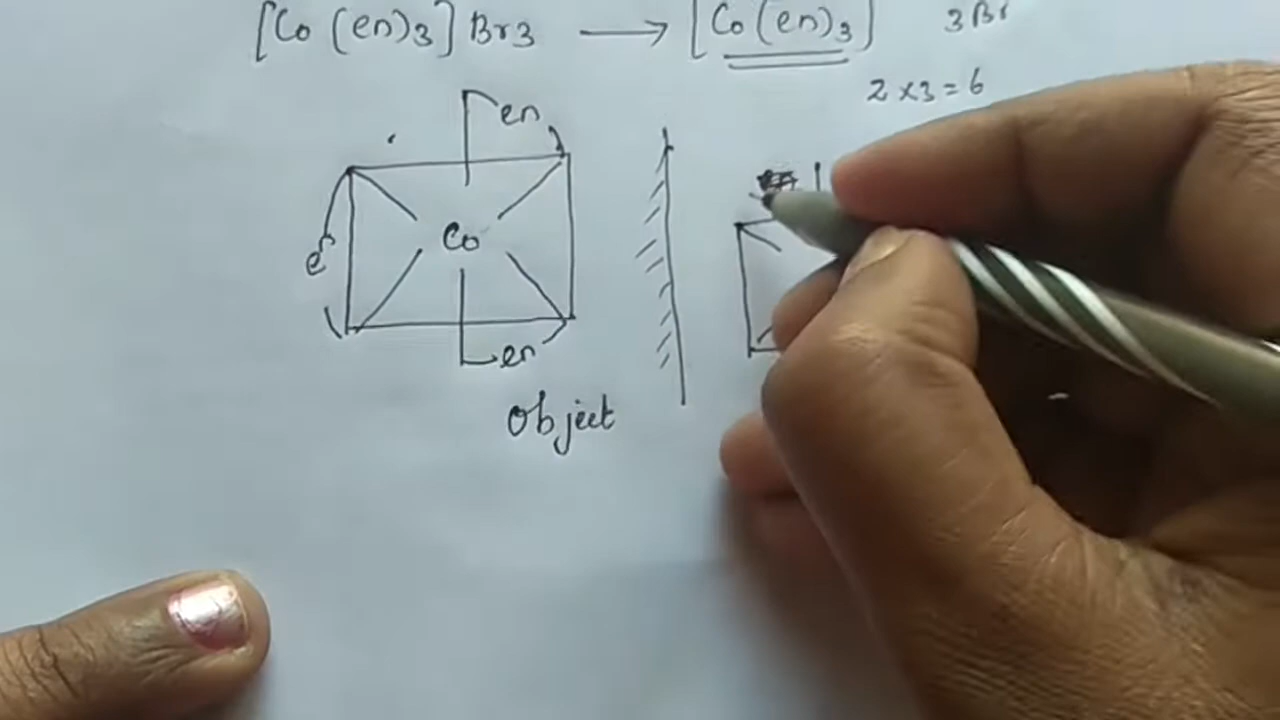 [Co (en)3] Br3 → [Co (en)3] 3Br
2 × 3 = 6
en
Co
en
en
Object